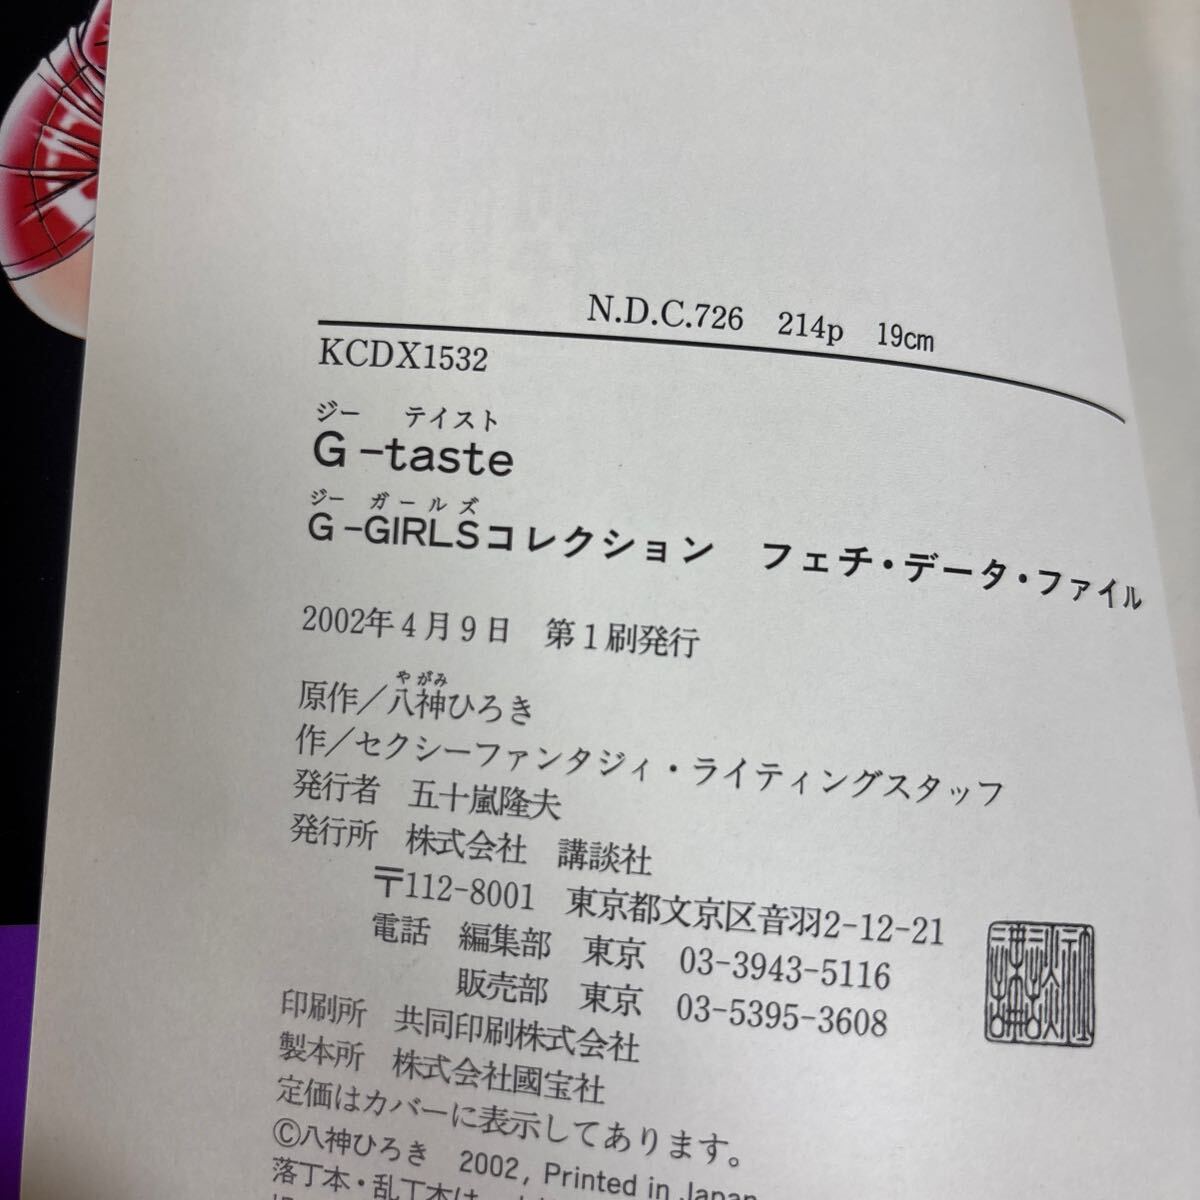 N.D.C.726 214p 19cm
KCDX1532
ジー テイスト
G-taste
ジー ガールズ
G-GIRLSコレクション フェチ・データ・ファイル
2002年4月9日 第1刷発行
やがみ
原作／八神ひろき
作／セクシーファンタジィ・ライティングスタッフ
発行者 五十嵐隆夫
発行所 株式会社 講談社
〒112-8001 東京都文京区音羽2-12-21
電話 編集部 東京 03-3943-5116
販売部 東京 03-5395-3608
印刷所 共同印刷株式会社
製本所 株式会社國宝社
定価はカバーに表示してあります。
©八神ひろき 2002, Printed in Japan
落丁本・乱丁本は